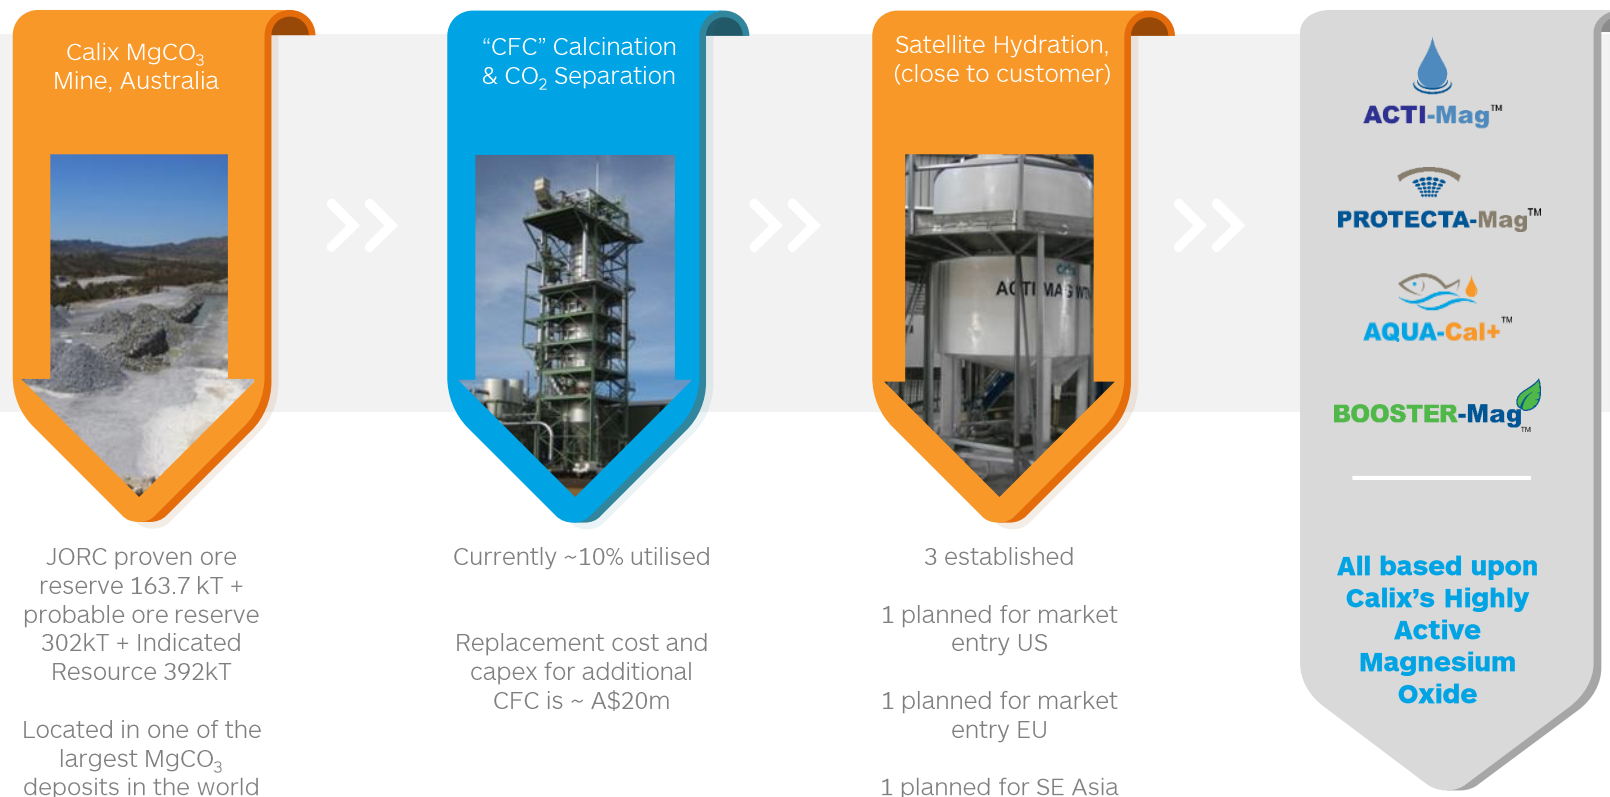 Calix MgCO₃
Mine, Australia
“CFC” Calcination
& CO₂ Separation
Satellite Hydration,
(close to customer)
ACTI-Mag™
PROTECTA-Mag™
AQUA-Cal+™
BOOSTER-Mag™
ACTI MAG
JORC proven ore
reserve 163.7 kT +
probable ore reserve
302kT + Indicated
Resource 392kT
Located in one of the
largest MgCO₃
deposits in the world
Currently ~10% utilised
Replacement cost and
capex for additional
CFC is ~ A$20m
3 established
1 planned for market
entry US
1 planned for market
entry EU
1 planned for SE Asia
All based upon
Calix’s Highly
Active
Magnesium
Oxide